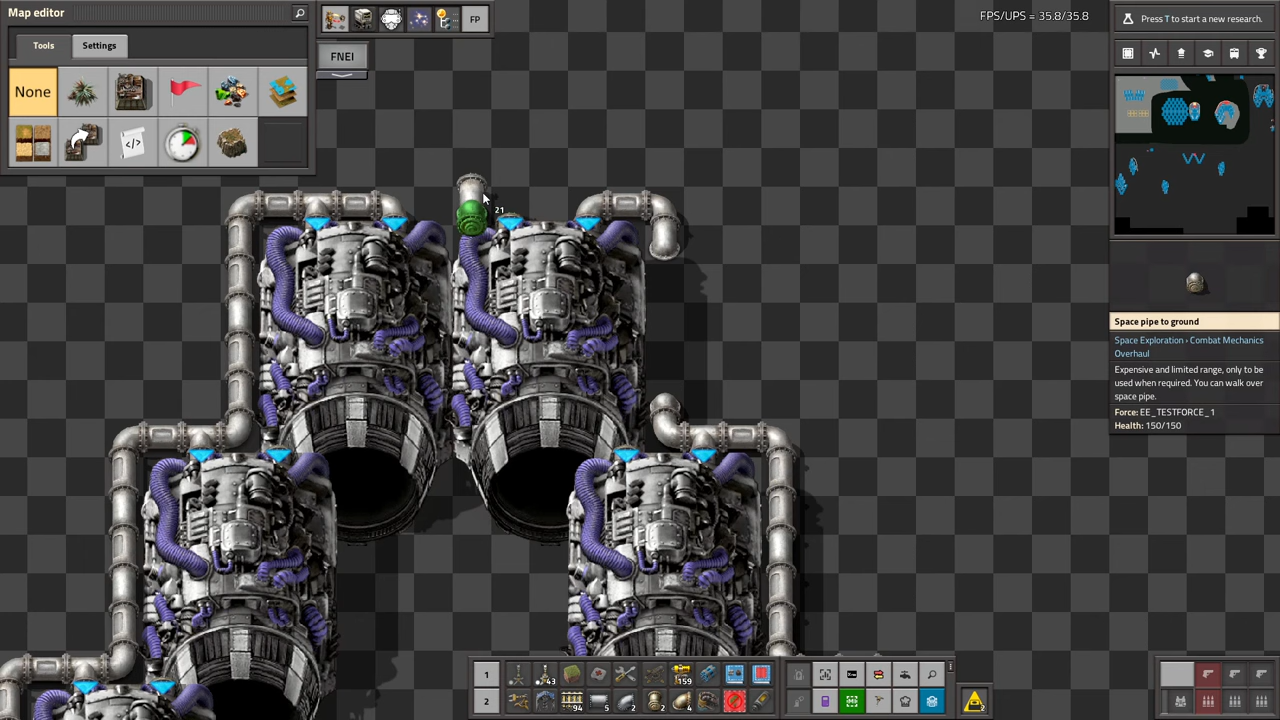 Map editor
FP
FPS/UPS = 35.8/35.8
Press T to start a new research.
Tools
Settings
FNEI
None
</>
21
Space pipe to ground
Space Exploration › Combat Mechanics
Overhaul
Expensive and limited range, only to be
used when required. You can walk over
space pipe.
Force: EE_TESTFORCE_1
Health: 150/150
1
43
159
2
94
5
2
2
4
2